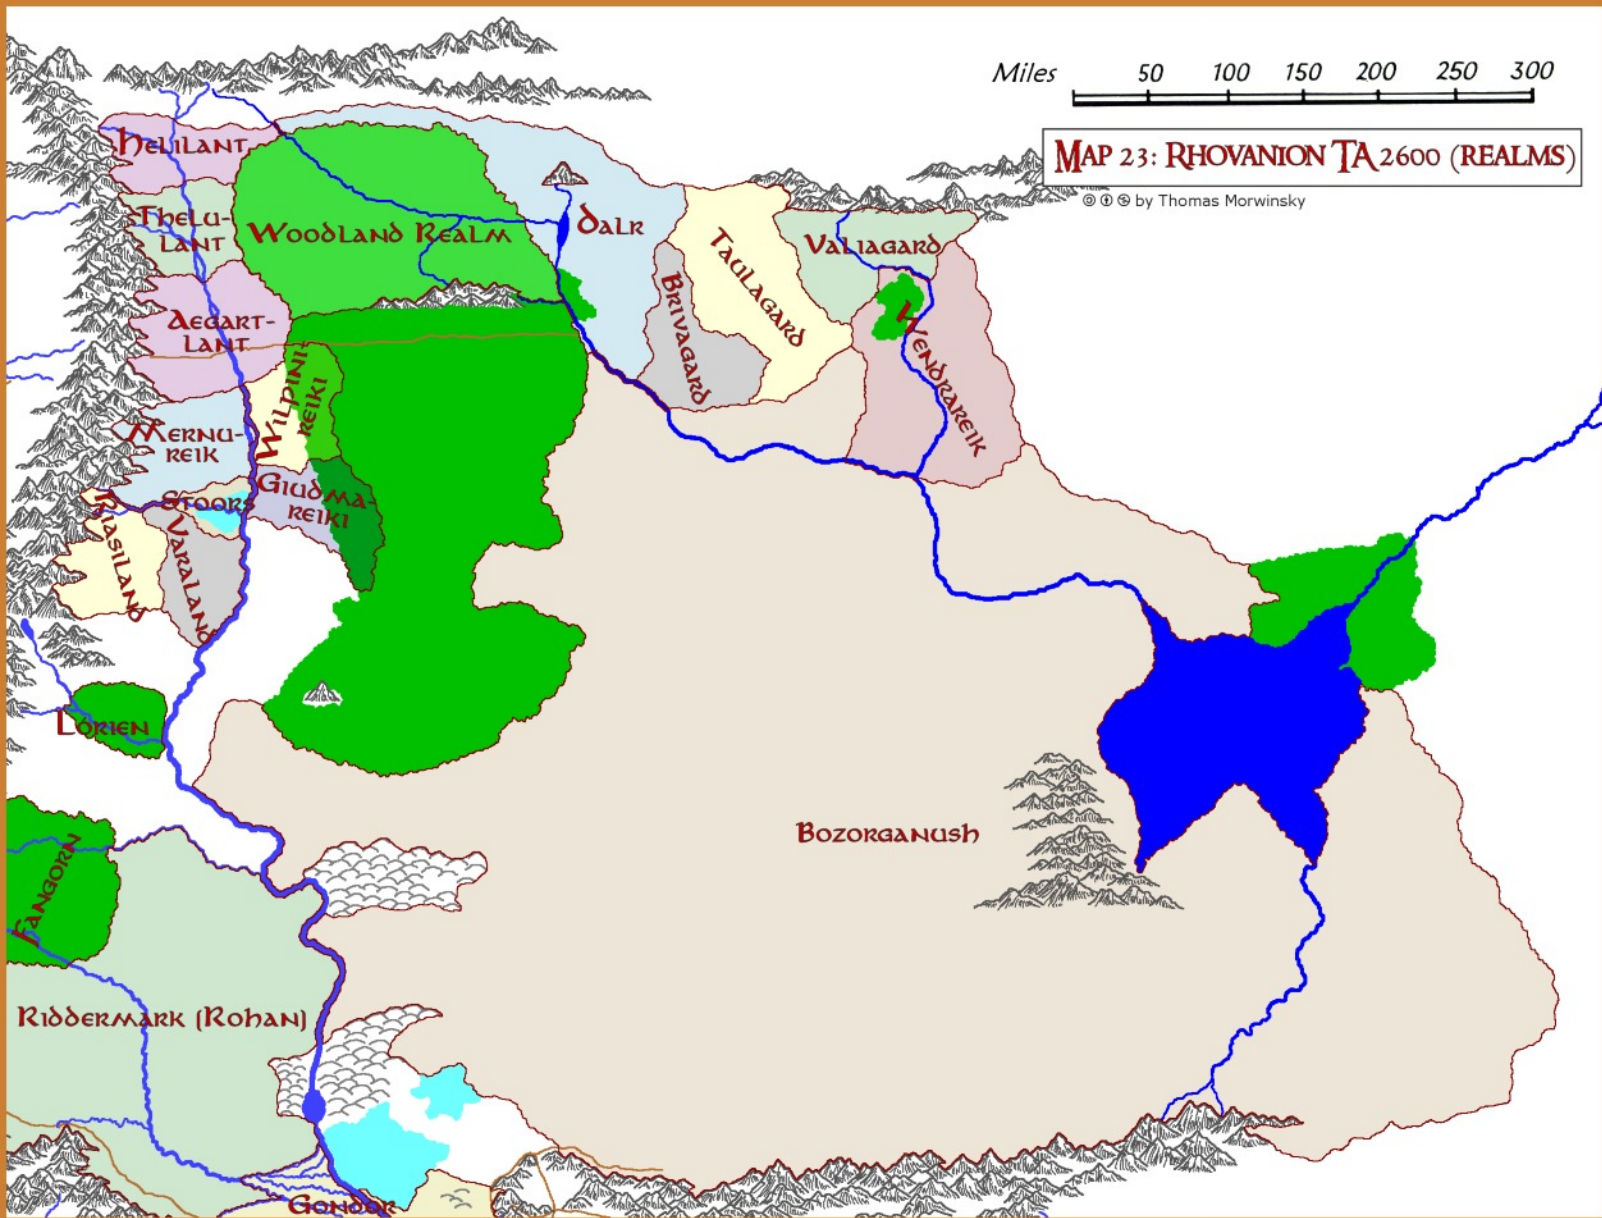 Miles 50 100 150 200 250 300
Map 23: Rhovanion TA 2600 (Realms)
by Thomas Morwinsky
Helilant
Thelu-
lant
Woodland Realm
Dalr
Taulagard
Valiagard
Brivagard
Wendrareik
Aegart-
lant
Wilpini
reiki
Mernu-
reik
Stoors
Giudma
reiki
Hasiland
Varaland
Lórien
Bozorganush
Fangorn
Riddermark (Rohan)
Gondor